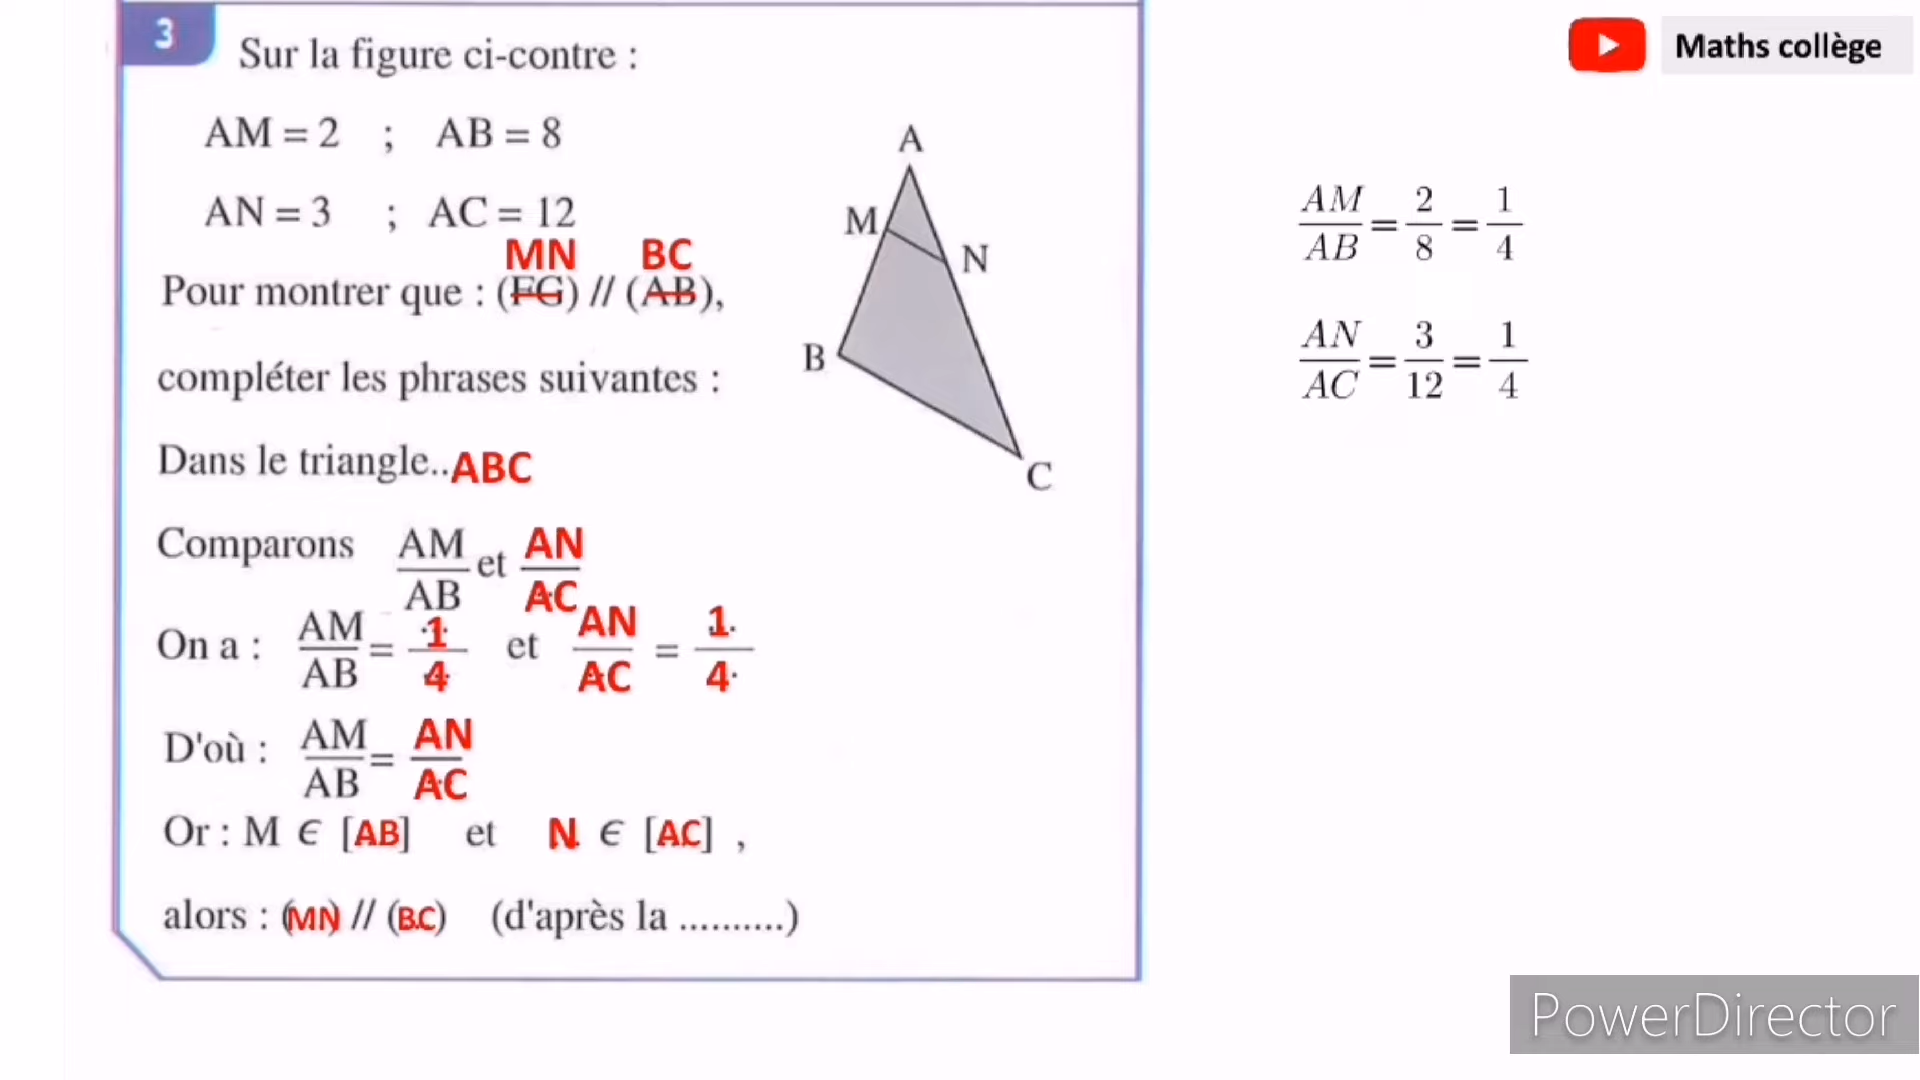 3
Sur la figure ci-contre :
AM = 2 ; AB = 8
AN = 3 ; AC = 12
MN BC
Pour montrer que : (FG) // (AB),
compléter les phrases suivantes :
Dans le triangle..ABC
Comparons AM/AB et AN/AC
On a : AM/AB = 1/4 et AN/AC = 1/4
D'où : AM/AB = AN/AC
Or : M ∈ [AB] et N ∈ [AC] ,
alors : (MN) // (BC) (d'après la ..........)
A
M
N
B
C
Maths collège
AM/AB = 2/8 = 1/4
AN/AC = 3/12 = 1/4
PowerDirector